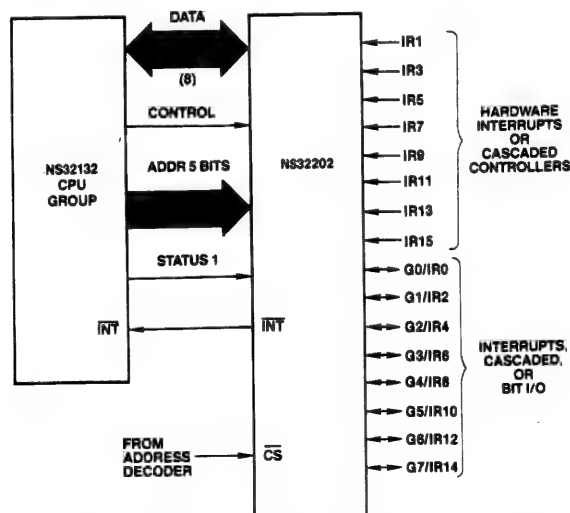 DATA
(8)
CONTROL
NS32132
CPU
GROUP
ADDR 5 BITS
STATUS 1
INT
INT
NS32202
FROM
ADDRESS
DECODER
CS
IR1
IR3
IR5
IR7
IR9
IR11
IR13
IR15
HARDWARE
INTERRUPTS
OR
CASCADED
CONTROLLERS
G0/IR0
G1/IR2
G2/IR4
G3/IR6
G4/IR8
G5/IR10
G6/IR12
G7/IR14
INTERRUPTS,
CASCADED,
OR
BIT I/O